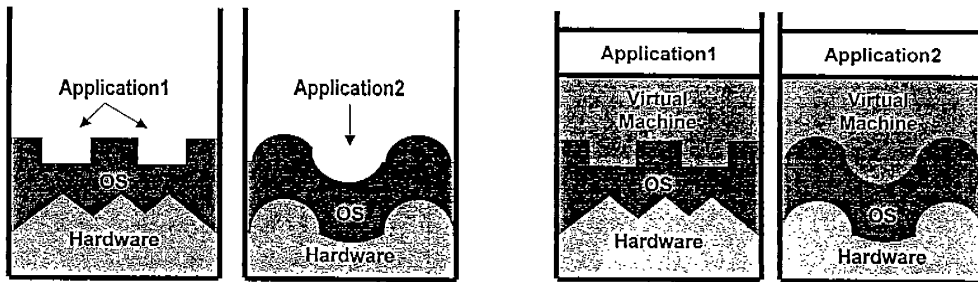 Application1
OS
Hardware
Application2
OS
Hardware
Application1
Virtual
Machine
OS
Hardware
Application2
Virtual
Machine
OS
Hardware